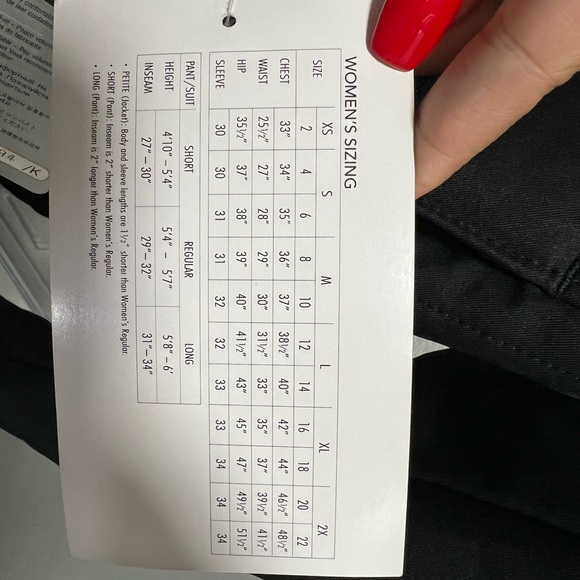 WOMEN'S SIZING
SIZE XS S M L XL 2X
2 4 6 8 10 12 14 16 18 20 22
CHEST 33" 34" 35" 36" 37" 38½" 40" 42" 44" 46½" 48½"
WAIST 25½" 27" 28" 29" 30" 31½" 33" 35" 37" 39½" 41½"
HIP 35½" 37" 38" 39" 40" 41½" 43" 45" 47" 49½" 51½"
SLEEVE 30 30 31 31 32 32 33 33 34 34 34
PANT/SUIT SHORT REGULAR LONG
HEIGHT 4'10" – 5'4" 5'4" – 5'7" 5'8" – 6'
INSEAM 27" – 30" 29" – 32" 31" – 34"
• PETITE (Jacket): Body and sleeve lengths are 1½" shorter than Women's Regular.
• SHORT (Pant): Inseam is 2" shorter than Women's Regular.
• LONG (Pant): Inseam is 2" longer than Women's Regular.